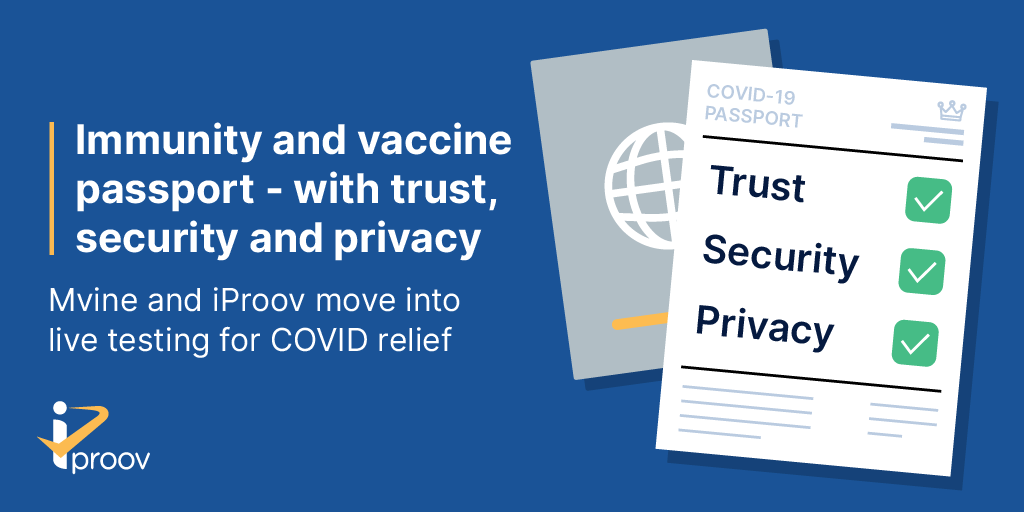 Immunity and vaccine
passport - with trust,
security and privacy
Mvine and iProov move into
live testing for COVID relief
iproov
COVID-19
PASSPORT
Trust
Security
Privacy